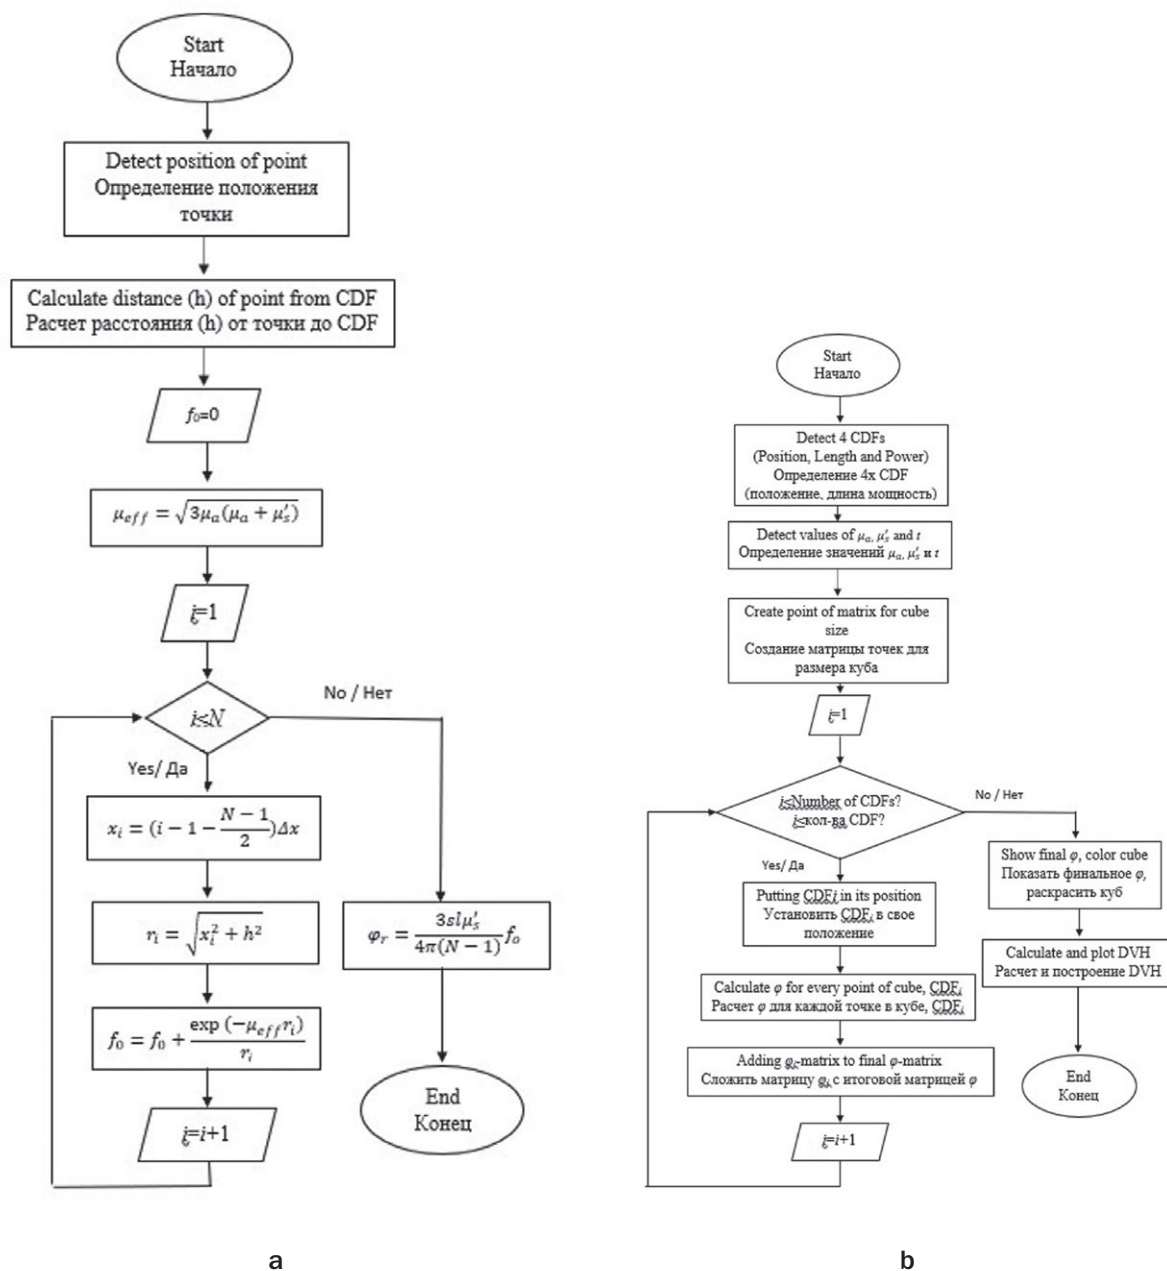 Start
Начало
Detect position of point
Определение положения
точки
Calculate distance (h) of point from CDF
Расчет расстояния (h) от точки до CDF
f₀=0
μ_eff = √(3μ_a(μ_a + μ′_s))
i=1
i≤N
No / Нет
Yes/ Да
x_i = (i − 1 − (N − 1)/2)Δx
r_i = √(x_i² + h²)
f₀ = f₀ + exp (−μ_eff r_i)/r_i
i=i+1
φ_r = 3slμ′_s/(4π(N − 1)) f_o
End
Конец
a
Start
Начало
Detect 4 CDFs
(Position, Length and Power)
Определение 4х CDF
(положение, длина мощность)
Detect values of μ_a, μ′_s and t
Определение значений μ_a, μ′_s и t
Create point of matrix for cube
size
Создание матрицы точек для
размера куба
i=1
i≤Number of CDFs?
i≤кол-ва CDF?
No / Нет
Yes/ Да
Putting CDF_i in its position
Установить CDF_i в свое
положение
Calculate φ for every point of cube, CDF_i
Расчет φ для каждой точке в кубе, CDF_i
Adding φ_i-matrix to final φ-matrix
Сложить матрицу φ_i с итоговой матрицей φ
i=i+1
Show final φ, color cube
Показать финальное φ,
раскрасить куб
Calculate and plot DVH
Расчет и построение DVH
End
Конец
b